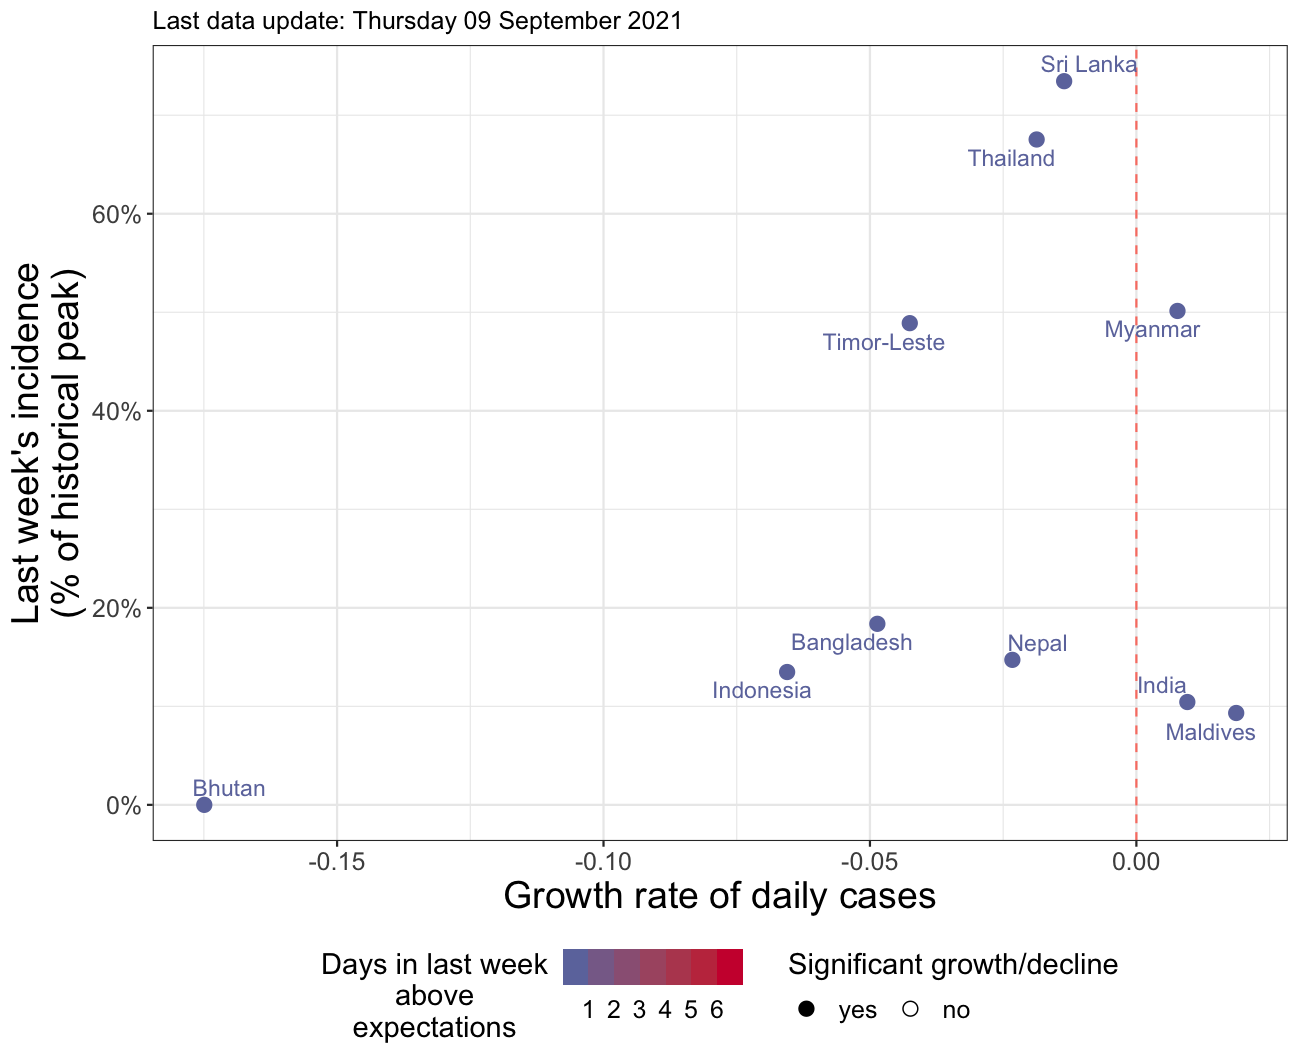 Last data update: Thursday 09 September 2021
Last week's incidence
(% of historical peak)
60%
40%
20%
0%
Sri Lanka
Thailand
Myanmar
Timor-Leste
Bangladesh
Nepal
Indonesia
India
Maldives
Bhutan
-0.15 -0.10 -0.05 0.00
Growth rate of daily cases
Days in last week
above
expectations
1 2 3 4 5 6
Significant growth/decline
yes no